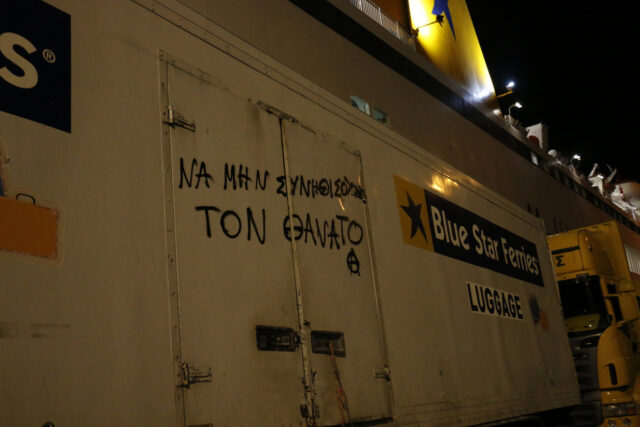 S®
ΝΑ ΜΗΝ ΣΥΝΗΘΙΣΟΥΜΕ
ΤΟΝ ΘΑΝΑΤΟ
Blue Star Ferries
LUGGAGE